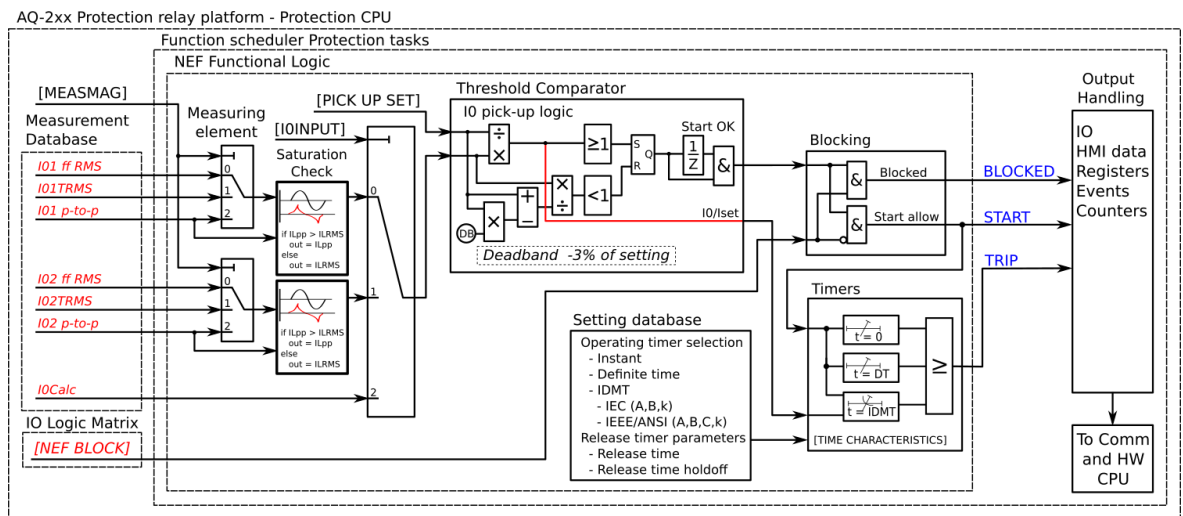 AQ-2xx Protection relay platform - Protection CPU
Function scheduler Protection tasks
NEF Functional Logic
[MEASMAG]
Measurement
Database
I01 ff RMS
I01TRMS
I01 p-to-p
I02 ff RMS
I02TRMS
I02 p-to-p
I0Calc
IO Logic Matrix
[NEF BLOCK]
Measuring
element
0
1
2
0
1
2
Saturation
Check
if ILpp > ILRMS
out = ILpp
else
out = ILRMS
if ILpp > ILRMS
out = ILpp
else
out = ILRMS
[PICK UP SET]
[I0INPUT]
0
1
2
Threshold Comparator
I0 pick-up logic
÷
×
≥1
S
Q
R
Start OK
1
Z
&
×
÷
<1
+
−
×
DB
I0/Iset
Deadband -3% of setting
Setting database
Operating timer selection
- Instant
- Definite time
- IDMT
- IEC (A,B,k)
- IEEE/ANSI (A,B,C,k)
Release timer parameters
- Release time
- Release time holdoff
Blocking
&
Blocked
&
Start allow
Timers
t = 0
t = DT
t = IDMT
≥
[TIME CHARACTERISTICS]
BLOCKED
START
TRIP
Output
Handling
IO
HMI data
Registers
Events
Counters
To Comm
and HW
CPU